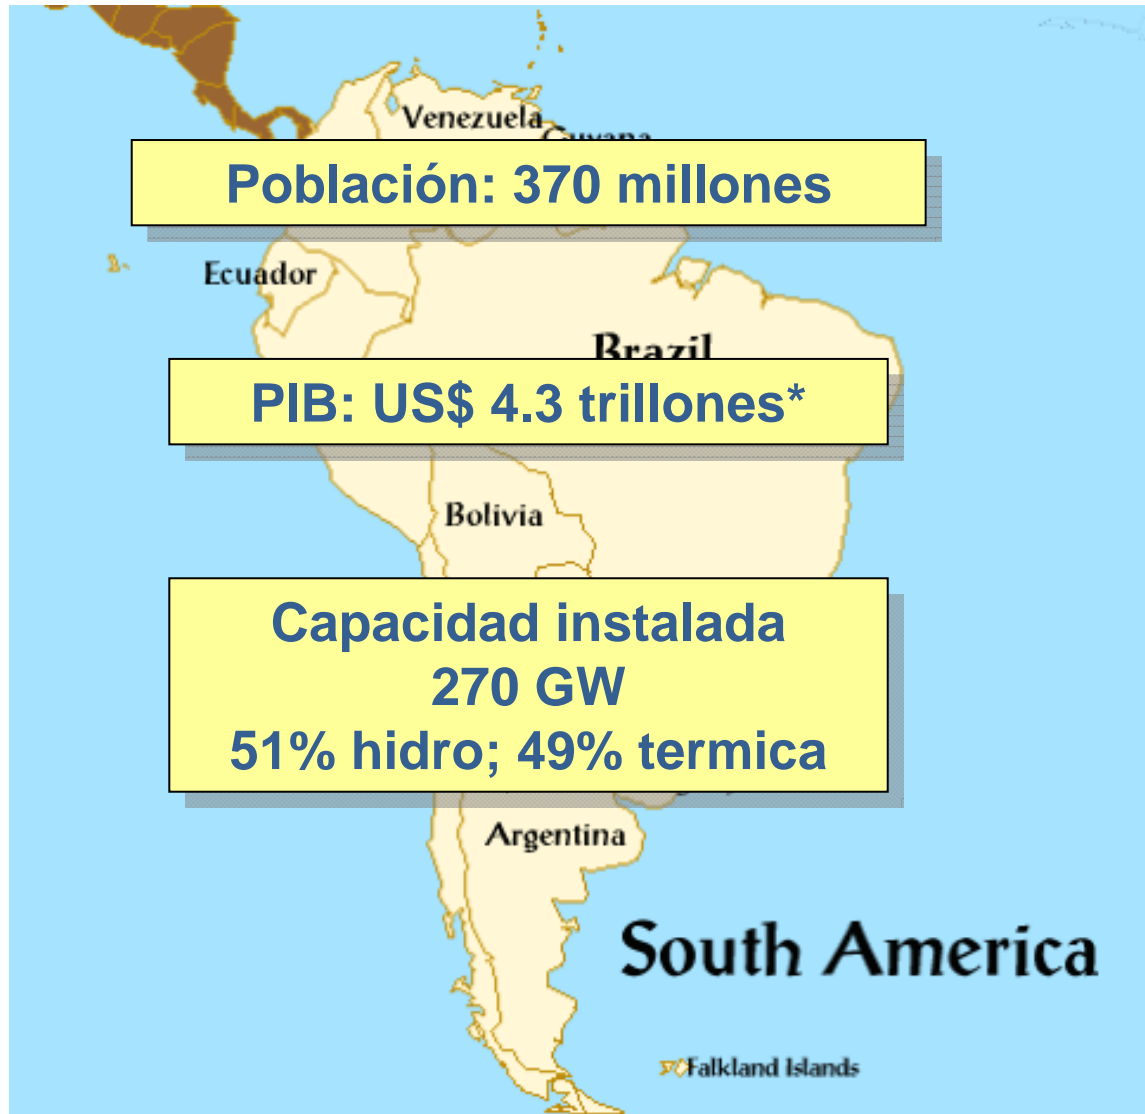 Venezuela
Guyana
Población: 370 millones
Ecuador
Brazil
PIB: US$ 4.3 trillones*
Bolivia
Capacidad instalada
270 GW
51% hidro; 49% termica
Argentina
South America
Falkland Islands